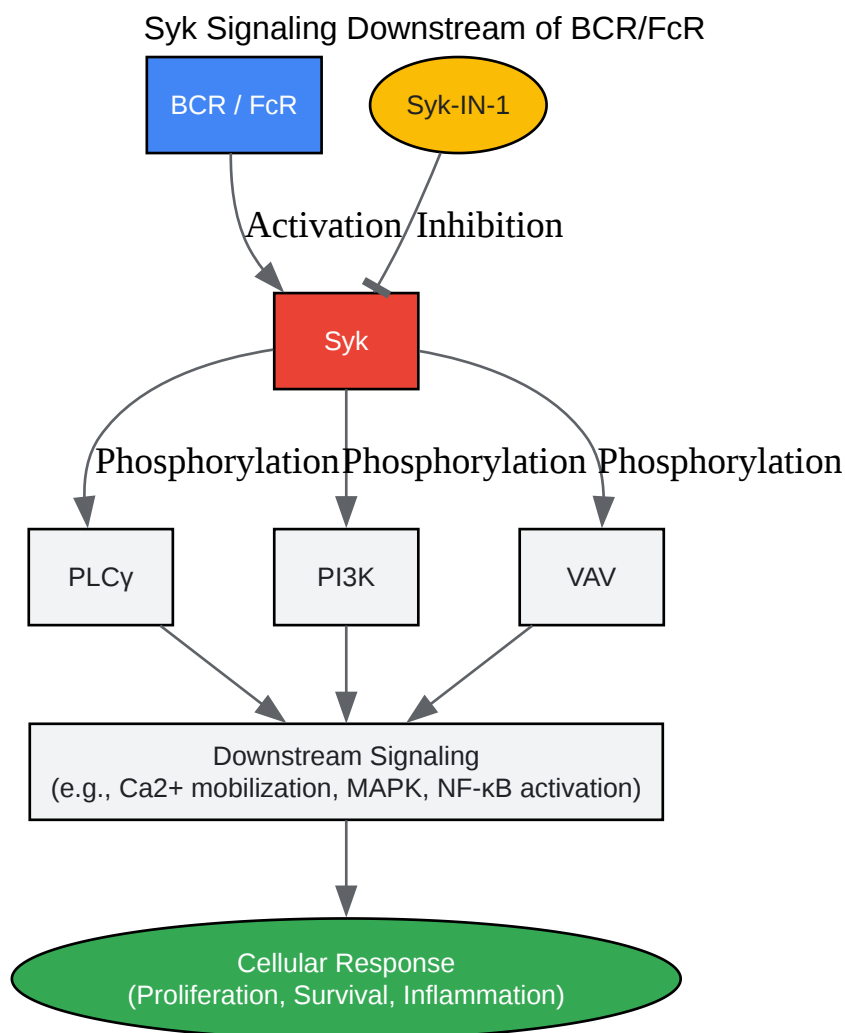 Syk Signaling Downstream of BCR/FcR
BCR / FcR
Syk-IN-1
Activation
Inhibition
Syk
Phosphorylation
Phosphorylation
Phosphorylation
PLCγ
PI3K
VAV
Downstream Signaling
(e.g., Ca2+ mobilization, MAPK, NF-κB activation)
Cellular Response
(Proliferation, Survival, Inflammation)